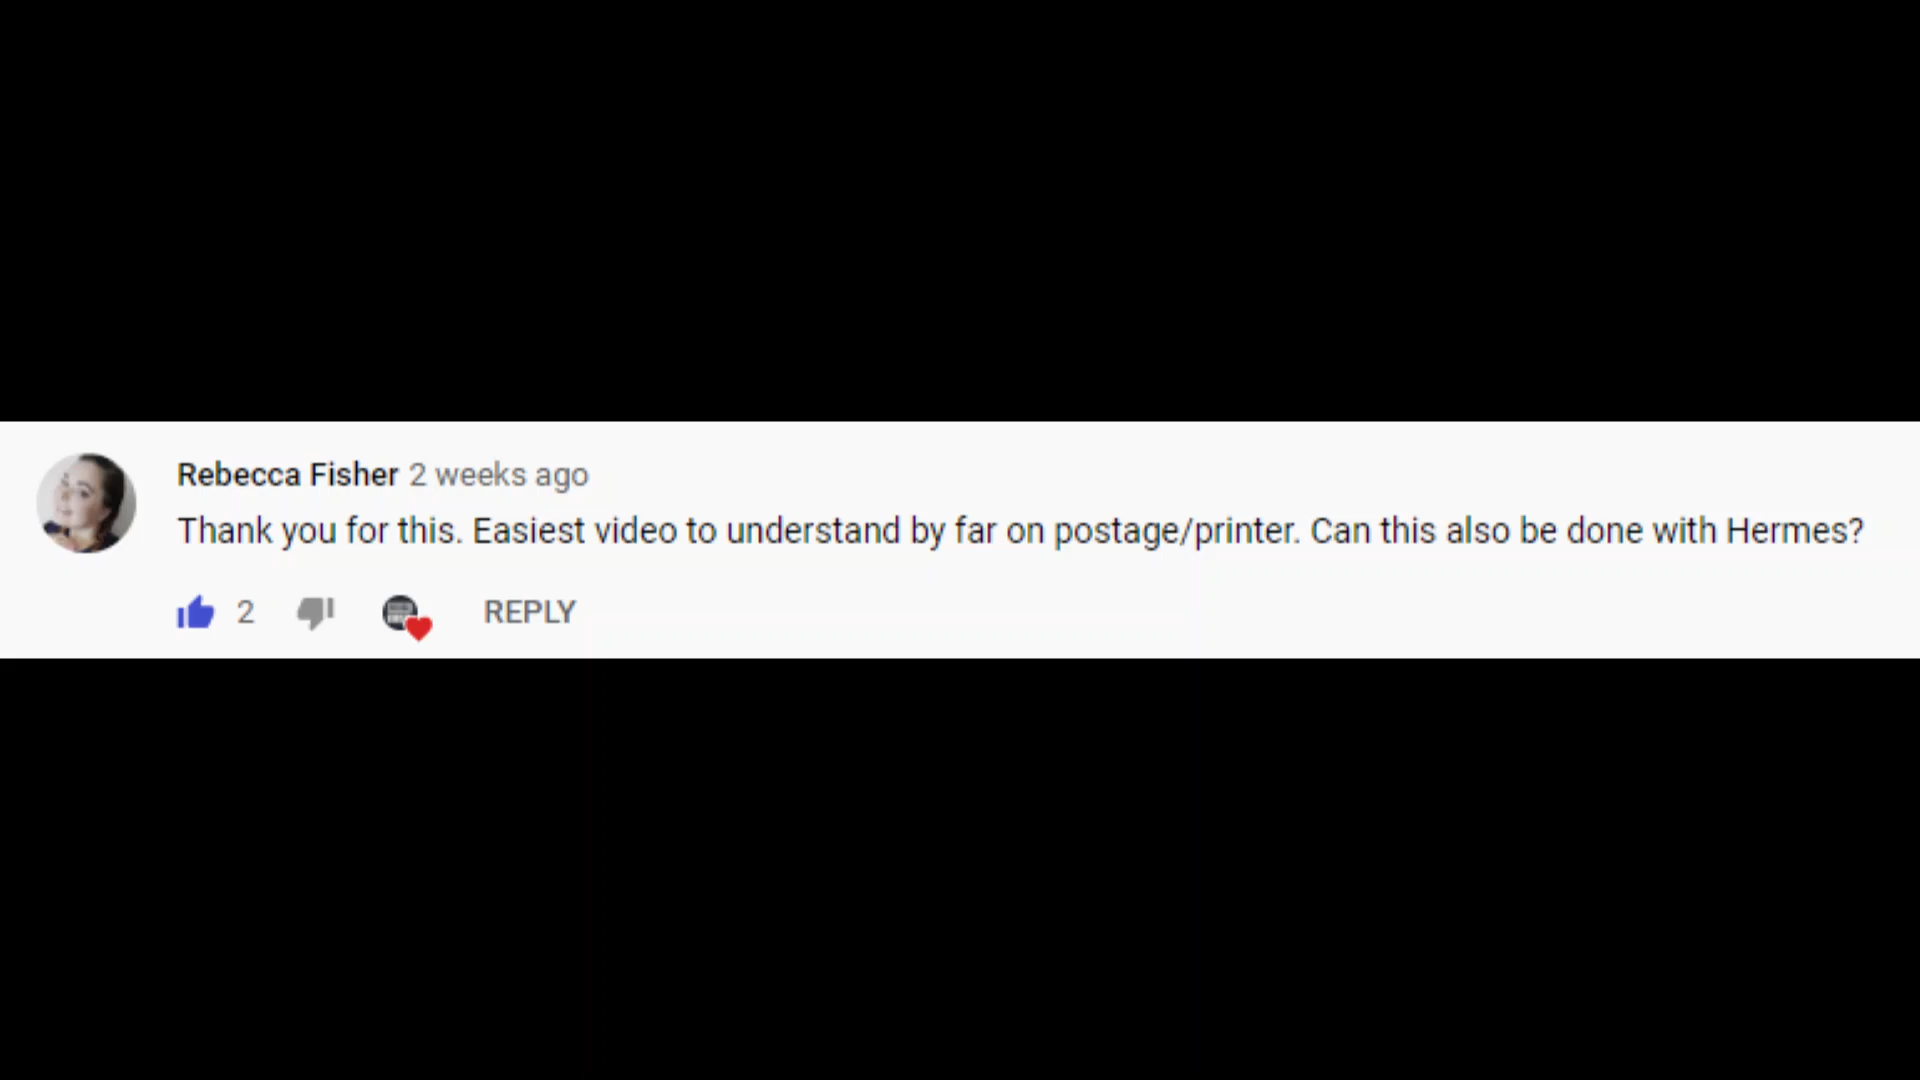 Rebecca Fisher 2 weeks ago
Thank you for this. Easiest video to understand by far on postage/printer. Can this also be done with Hermes?
2 REPLY